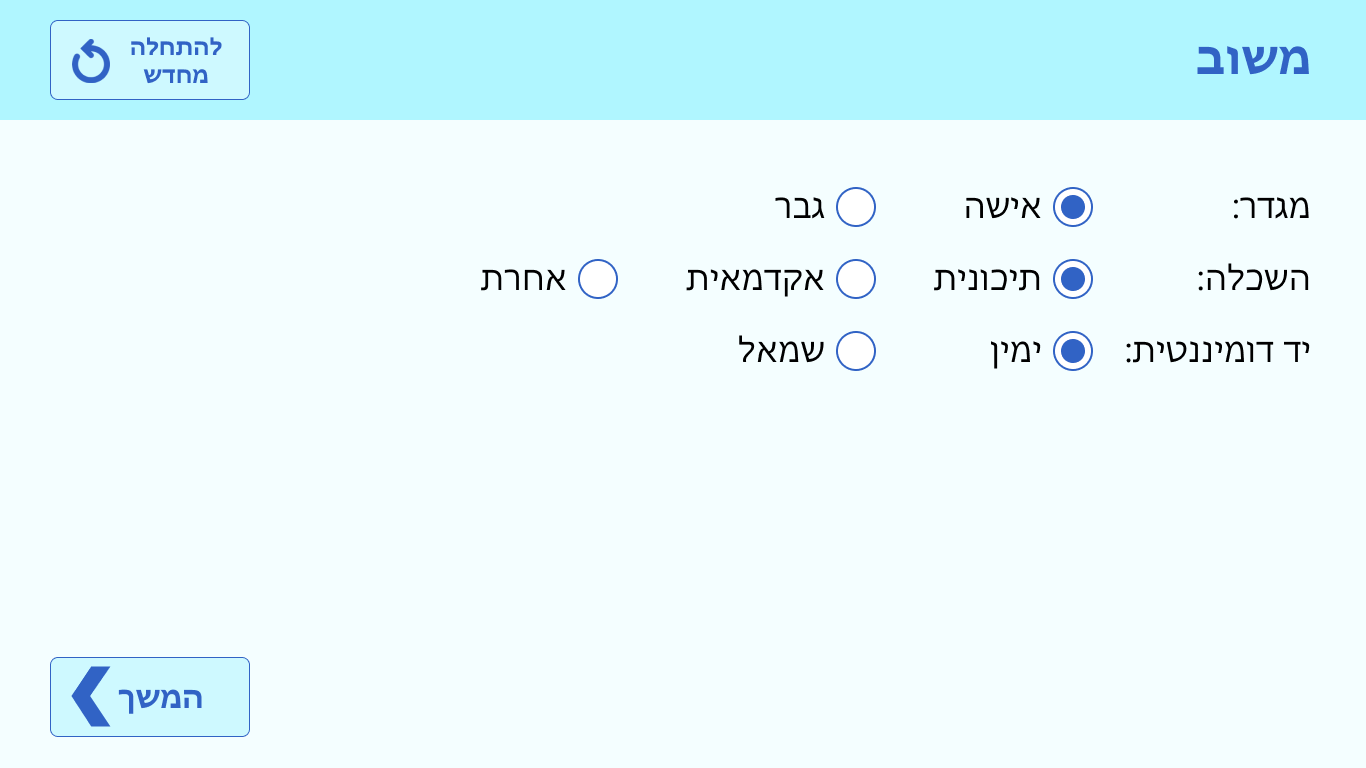 משוב
להתחלה
מחדש
מגדר: אישה גבר
השכלה: תיכונית אקדמאית אחרת
יד דומיננטית: ימין שמאל
המשך